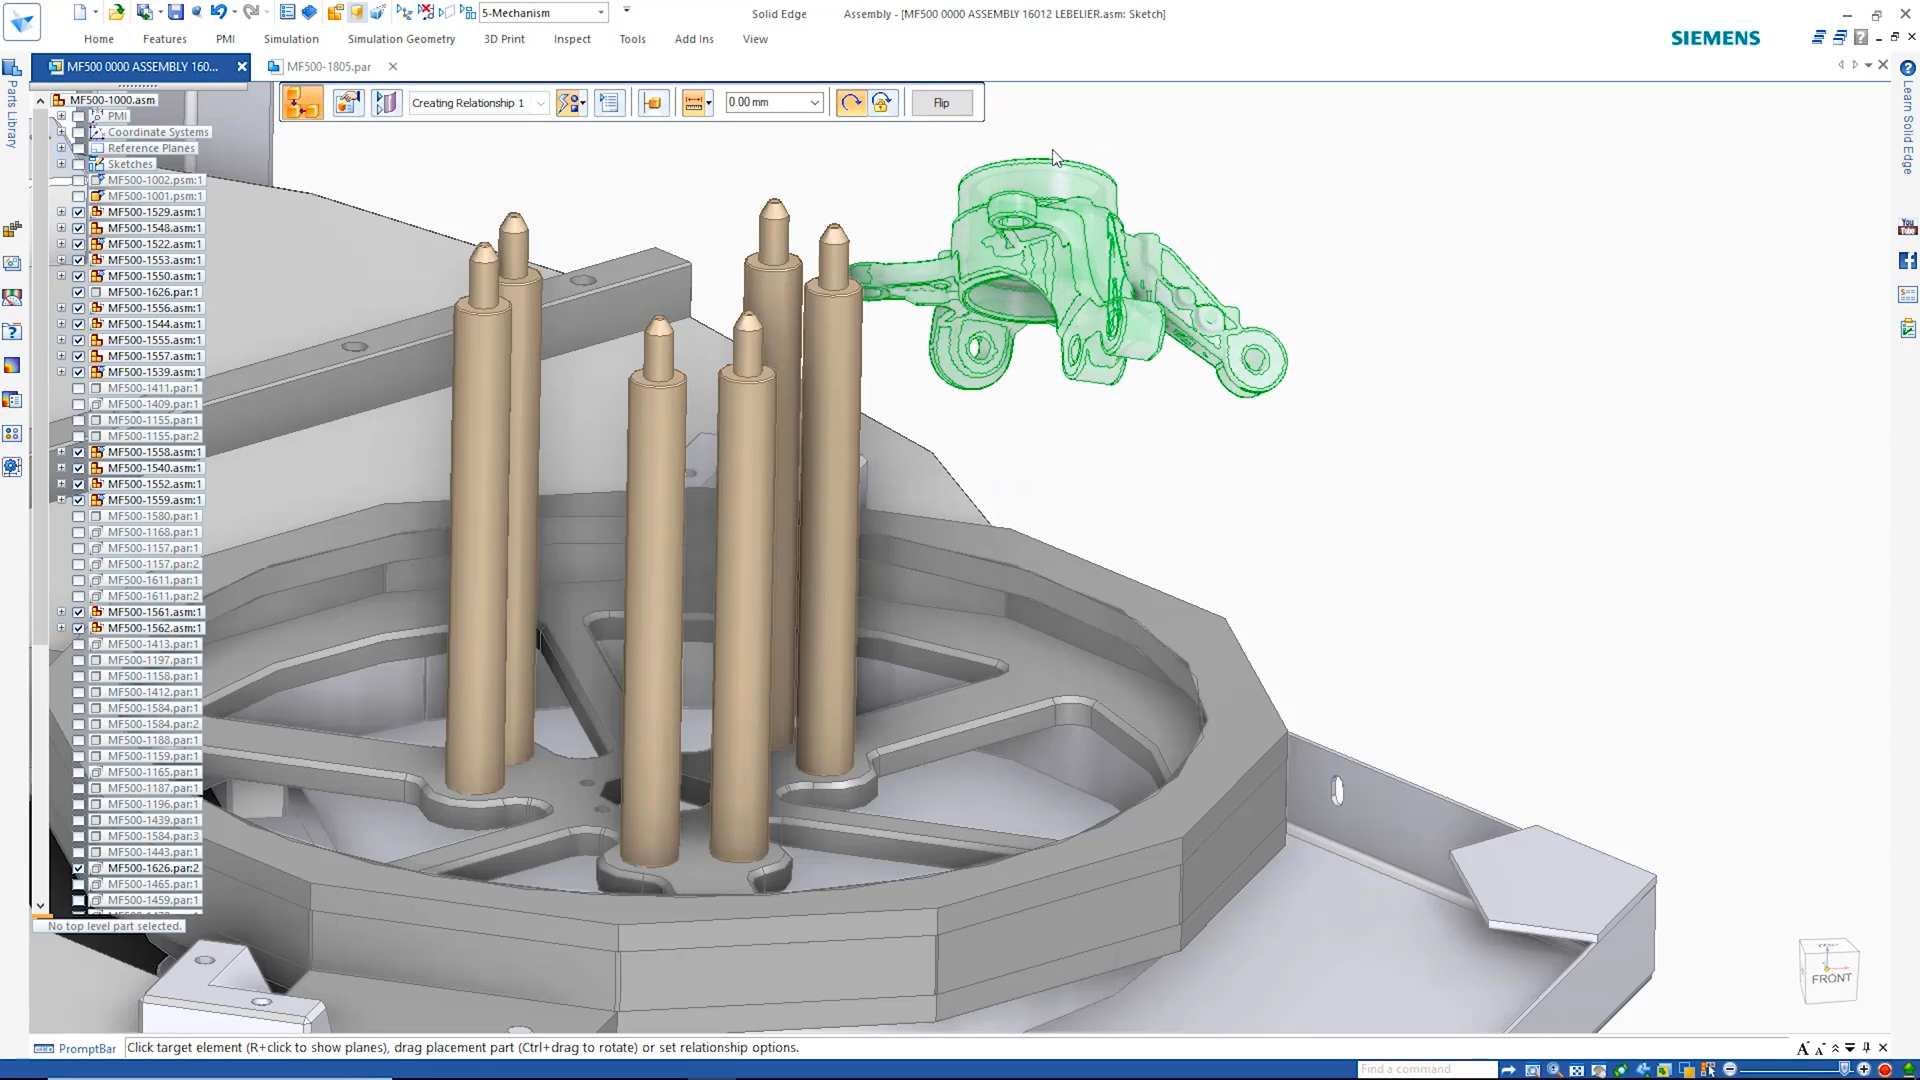 5-Mechanism
Solid Edge
Assembly - [MF500 0000 ASSEMBLY 16012 LEBELIER.asm: Sketch]
Home
Features
PMI
Simulation
Simulation Geometry
3D Print
Inspect
Tools
Add Ins
View
SIEMENS
MF500 0000 ASSEMBLY 160...
MF500-1805.par
Parts Library
Learn Solid Edge
You
Tube
MF500-1000.asm
Creating Relationship 1
0.00 mm
Flip
PMI
Coordinate Systems
Reference Planes
Sketches
MF500-1002.psm:1
MF500-1001.psm:1
MF500-1529.asm:1
MF500-1548.asm:1
MF500-1522.asm:1
MF500-1553.asm:1
MF500-1550.asm:1
MF500-1626.par:1
MF500-1556.asm:1
MF500-1544.asm:1
MF500-1555.asm:1
MF500-1557.asm:1
MF500-1539.asm:1
MF500-1411.par:1
MF500-1409.par:1
MF500-1155.par:1
MF500-1155.par:2
MF500-1558.asm:1
MF500-1540.asm:1
MF500-1552.asm:1
MF500-1559.asm:1
MF500-1580.par:1
MF500-1168.par:1
MF500-1157.par:1
MF500-1157.par:2
MF500-1611.par:1
MF500-1611.par:2
MF500-1561.asm:1
MF500-1562.asm:1
MF500-1413.par:1
MF500-1197.par:1
MF500-1158.par:1
MF500-1412.par:1
MF500-1584.par:1
MF500-1584.par:2
MF500-1188.par:1
MF500-1159.par:1
MF500-1165.par:1
MF500-1187.par:1
MF500-1196.par:1
MF500-1439.par:1
MF500-1584.par:3
MF500-1443.par:1
MF500-1626.par:2
MF500-1465.par:1
MF500-1459.par:1
No top level part selected.
FRONT
PromptBar
Click target element (R+click to show planes), drag placement part (Ctrl+drag to rotate) or set relationship options.
Find a command